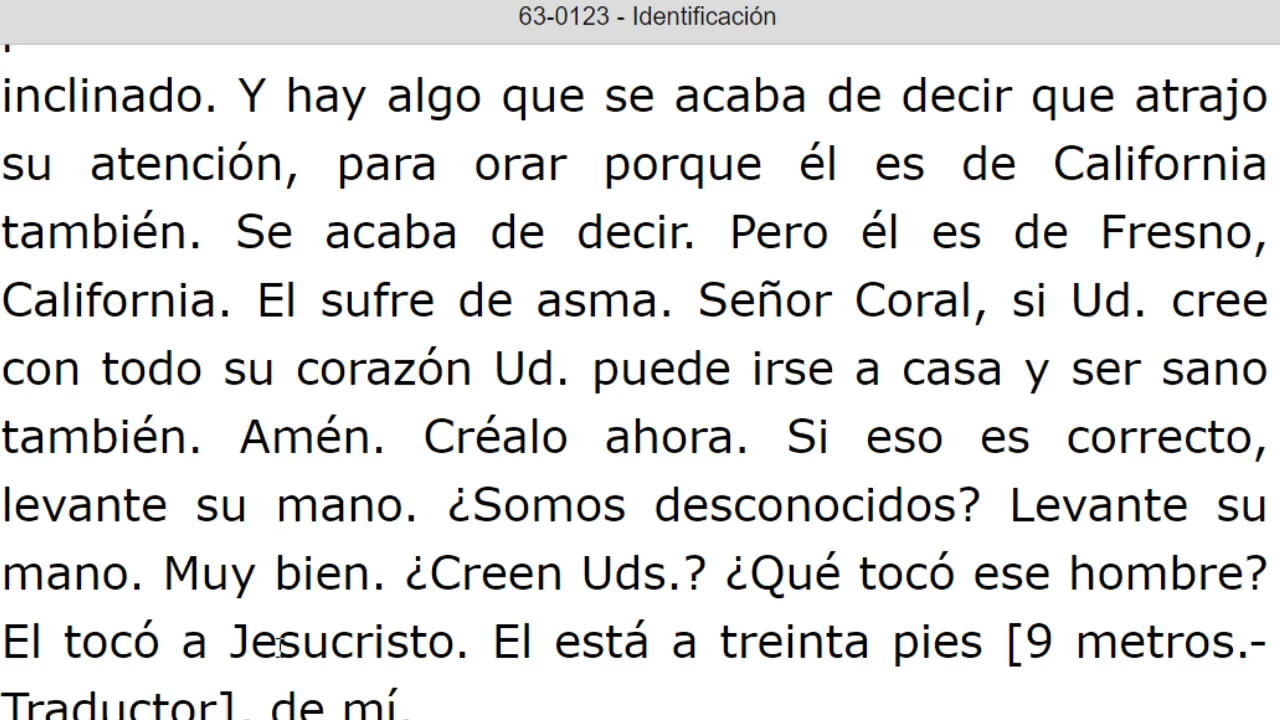 63-0123 - Identificación
inclinado. Y hay algo que se acaba de decir que atrajo
su atención, para orar porque él es de California
también. Se acaba de decir. Pero él es de Fresno,
California. El sufre de asma. Señor Coral, si Ud. cree
con todo su corazón Ud. puede irse a casa y ser sano
también. Amén. Créalo ahora. Si eso es correcto,
levante su mano. ¿Somos desconocidos? Levante su
mano. Muy bien. ¿Creen Uds.? ¿Qué tocó ese hombre?
El tocó a Jesucristo. El está a treinta pies [9 metros.-
Traductor], de mí.